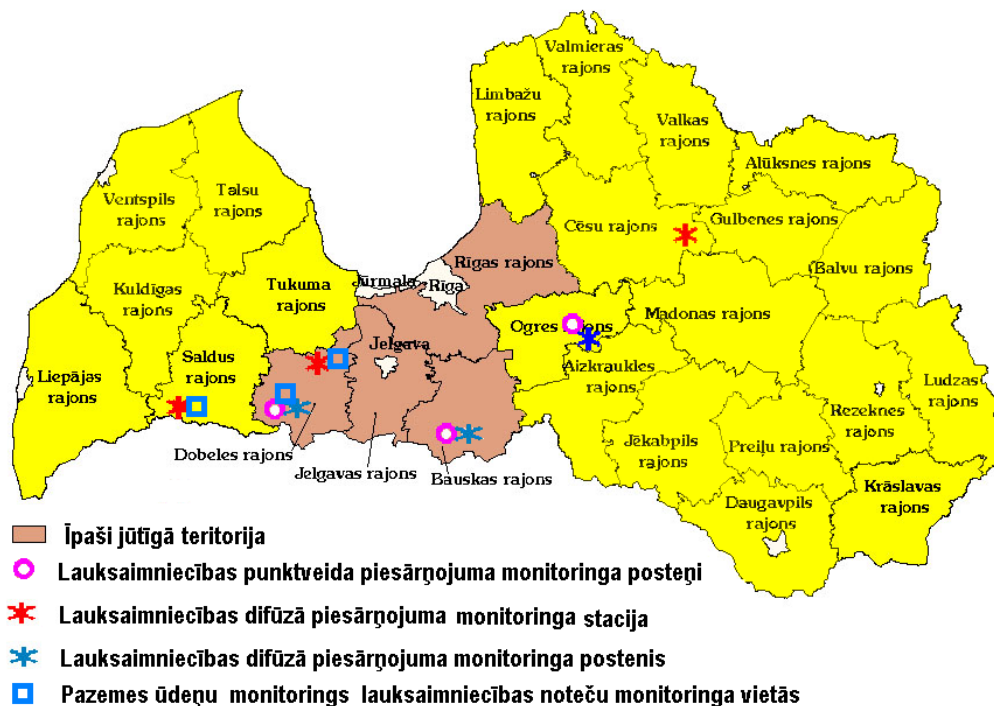 Valmieras
rajons
Limbažu
rajons
Valkas
rajons
Alūksnes rajons
Talsu
rajons
Ventspils
rajons
Cēsu rajons
Gulbenes rajons
Rīgas rajons
Balvu rajons
Jūrmala
Rīga
Tukuma
rajons
Kuldīgas
rajons
Ogres
ons
Madonas rajons
Jelgava
Saldus
rajons
Aizkraukles
rajons
Liepājas
rajons
Ludzas
rajons
Rezeknes
rajons
Jēkabpils
rajons
Preiļu rajons
Dobeles rajons
Jelgavas rajons
Bauskas rajons
Krāslavas
rajons
Daugavpils
rajons
Īpaši jūtīgā teritorija
Lauksaimniecības punktveida piesārņojuma monitoringa posteņi
Lauksaimniecības difūzā piesārņojuma monitoringa stacija
Lauksaimniecības difūzā piesārņojuma monitoringa postenis
Pazemes ūdeņu monitorings lauksaimniecības noteču monitoringa vietās